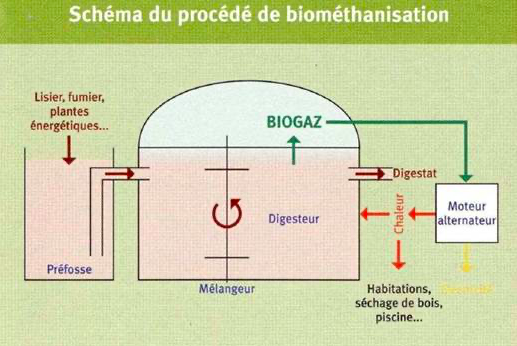 Schéma du procédé de biométhanisation
Lisier, fumier,
plantes
énergétiques...
BIOGAZ
Digestat
Digesteur
Chaleur
Moteur
alternateur
Préfosse
Mélangeur
Habitations,
séchage de bois,
piscine...